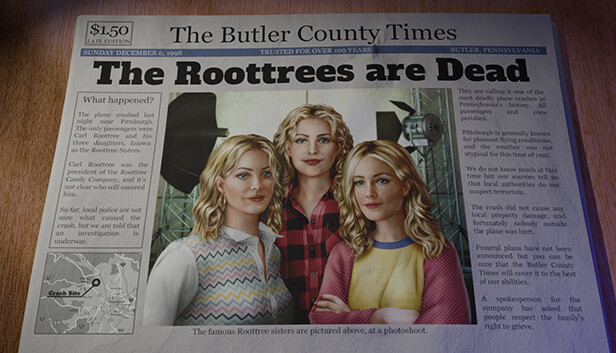 $1.50
LATE EDITION
The Butler County Times
SUNDAY DECEMBER 6, 1998
TRUSTED FOR OVER 100 YEARS
BUTLER, PENNSYLVANIA
The Roottrees are Dead
What happened?
The plane crashed last
night near Pittsburgh.
The only passengers were
Carl Roottree and his
three daughters, known
as the Roottree Sisters.
Carl Roottree was the
president of the Roottree
Candy Company, and it's
not clear who will succeed
him.
So far, local police are not
sure what caused the
crash, but we are told that
an investigation is
underway.
Crash Site
The famous Roottree sisters are pictured above, at a photoshoot.
They are calling it one of the
most deadly plane crashes in
Pennsylvania's history. All
passengers and crew
perished.
Pittsburgh is generally known
for pleasant flying conditions,
and the weather was not
atypical for this time of year.
We do not know much at this
time but our sources tell us
that local authorities do not
suspect terrorism.
The crash did not cause any
local property damage, and
fortunately nobody outside
the plane was hurt.
Funeral plans have not been
announced but you can be
sure that the Butler County
Times will cover it to the best
of our abilities.
A spokesperson for the
company has asked that
people respect the family's
right to grieve.